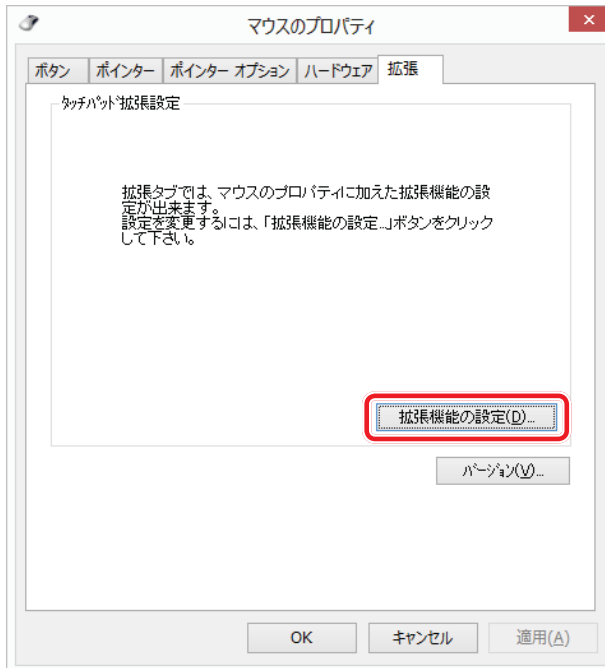 マウスのプロパティ
×
ボタン ポインター ポインター オプション ハードウェア 拡張
タッチパッド拡張設定
拡張タブでは、マウスのプロパティに加えた拡張機能の設
定が出来ます。
設定を変更するには、「拡張機能の設定...」ボタンをクリック
して下さい。
拡張機能の設定(D)...
バージョン(V)...
OK キャンセル 適用(A)